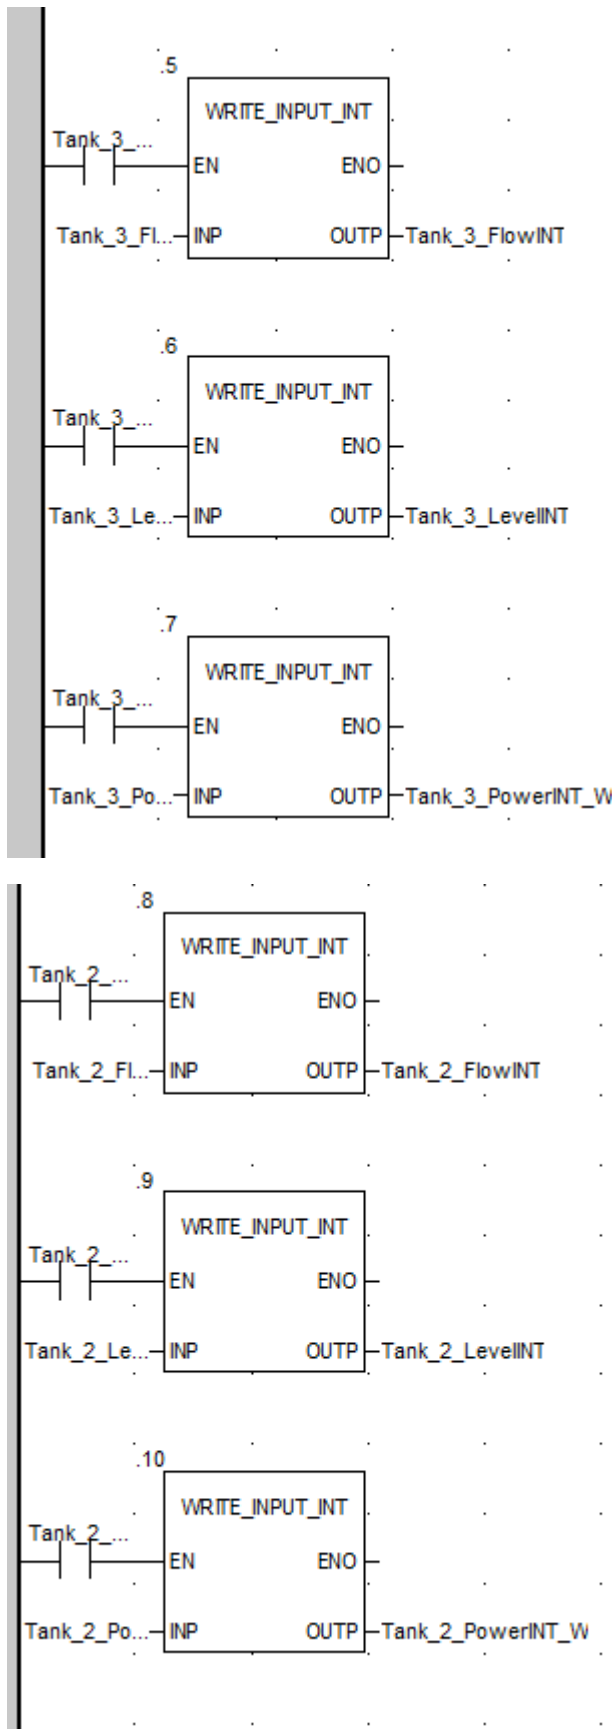 .5
WRITE_INPUT_INT
Tank_3_...
EN ENO
Tank_3_Fl... INP OUTP Tank_3_FlowINT
.6
WRITE_INPUT_INT
Tank_3_...
EN ENO
Tank_3_Le... INP OUTP Tank_3_LevelINT
.7
WRITE_INPUT_INT
Tank_3_...
EN ENO
Tank_3_Po... INP OUTP Tank_3_PowerINT_W
.8
WRITE_INPUT_INT
Tank_2_...
EN ENO
Tank_2_Fl... INP OUTP Tank_2_FlowINT
.9
WRITE_INPUT_INT
Tank_2_...
EN ENO
Tank_2_Le... INP OUTP Tank_2_LevelINT
.10
WRITE_INPUT_INT
Tank_2_...
EN ENO
Tank_2_Po... INP OUTP Tank_2_PowerINT_W